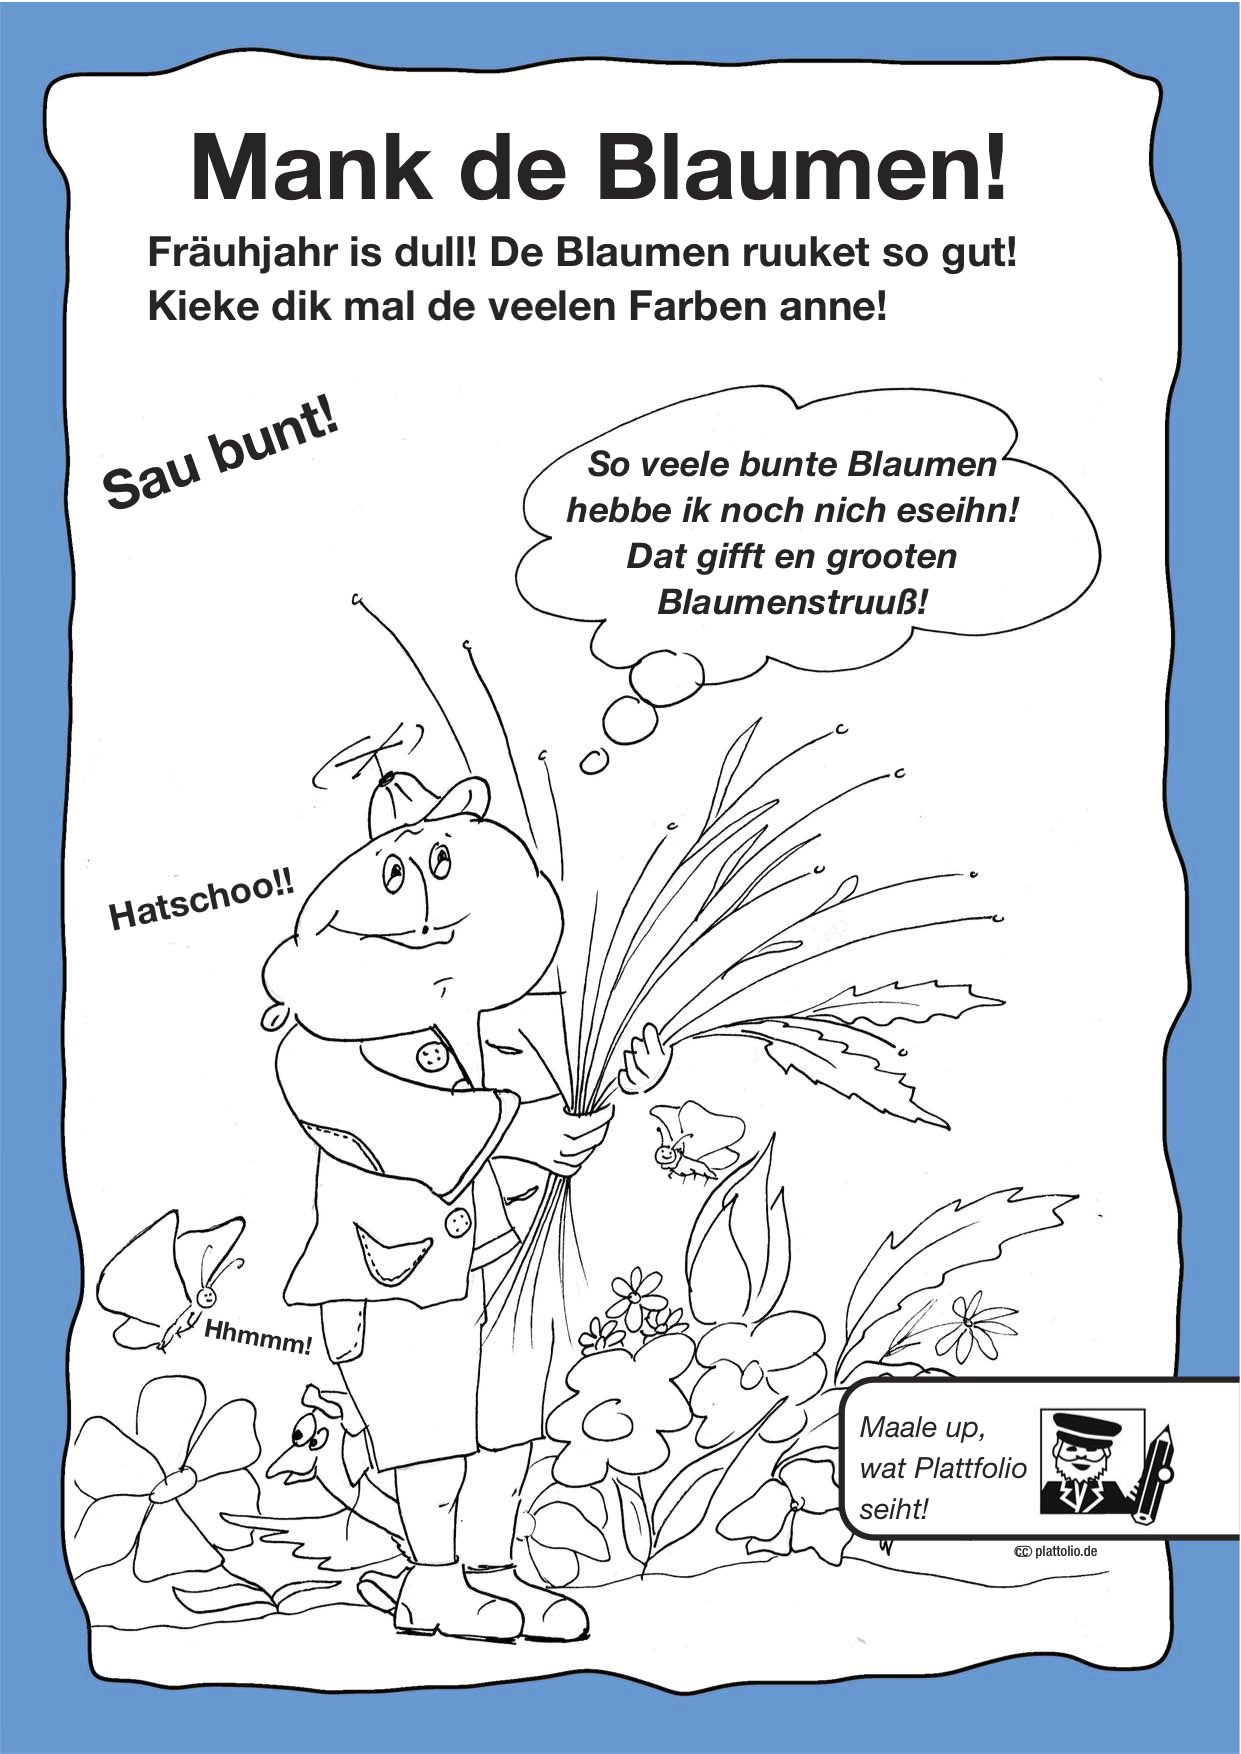 Mank de Blaumen!
Fräuhjahr is dull! De Blaumen ruuket so gut!
Kieke dik mal de veelen Farben anne!
Sau bunt!
So veele bunte Blaumen
hebbe ik noch nich eseihn!
Dat gifft en grooten
Blaumenstruuß!
Hatschoo!!
Hhmmm!
Maale up,
wat Plattfolio
seiht!
cc plattolio.de